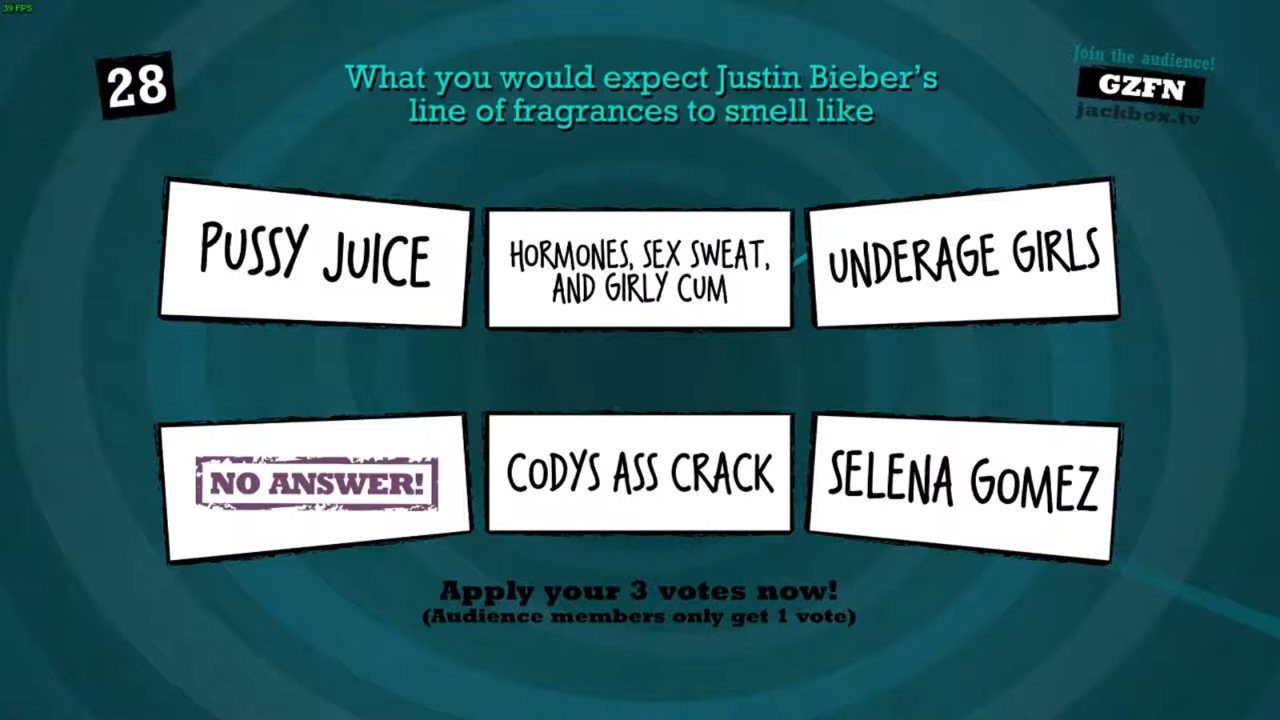 39 FPS
28
What you would expect Justin Bieber's
line of fragrances to smell like
Join the audience!
GZFN
jackbox.tv
PUSSY JUICE
HORMONES, SEX SWEAT,
AND GIRLY CUM
UNDERAGE GIRLS
NO ANSWER!
CODYS ASS CRACK
SELENA GOMEZ
Apply your 3 votes now!
(Audience members only get 1 vote)